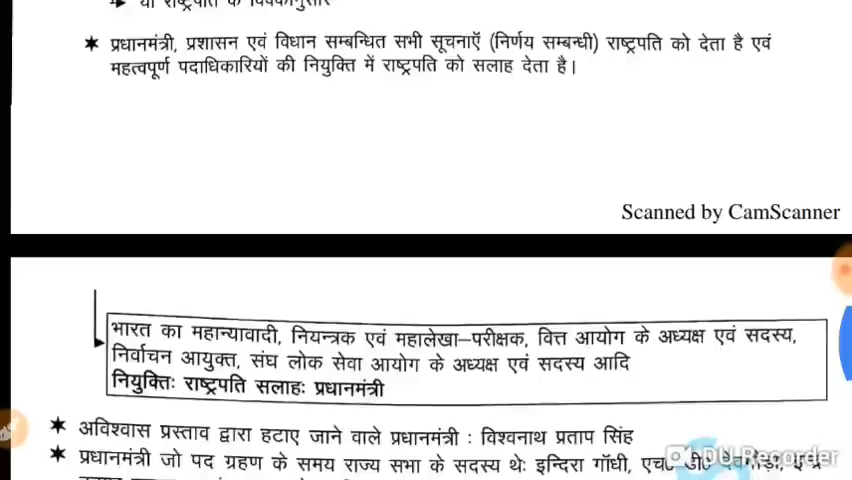 या राष्ट्रपति के विवेकानुसार
★ प्रधानमंत्री, प्रशासन एवं विधान सम्बन्धित सभी सूचनाएँ (निर्णय सम्बन्धी) राष्ट्रपति को देता है एवं
महत्वपूर्ण पदाधिकारियों की नियुक्ति में राष्ट्रपति को सलाह देता है।
Scanned by CamScanner
भारत का महान्यावादी, नियन्त्रक एवं महालेखा–परीक्षक, वित्त आयोग के अध्यक्ष एवं सदस्य,
निर्वाचन आयुक्त, संघ लोक सेवा आयोग के अध्यक्ष एवं सदस्य आदि
नियुक्तिः राष्ट्रपति सलाहः प्रधानमंत्री
★ अविश्वास प्रस्ताव द्वारा हटाए जाने वाले प्रधानमंत्री : विश्वनाथ प्रताप सिंह
★ प्रधानमंत्री जो पद ग्रहण के समय राज्य सभा के सदस्य थेः इन्दिरा गाँधी, एच० डी०
DU Recorder